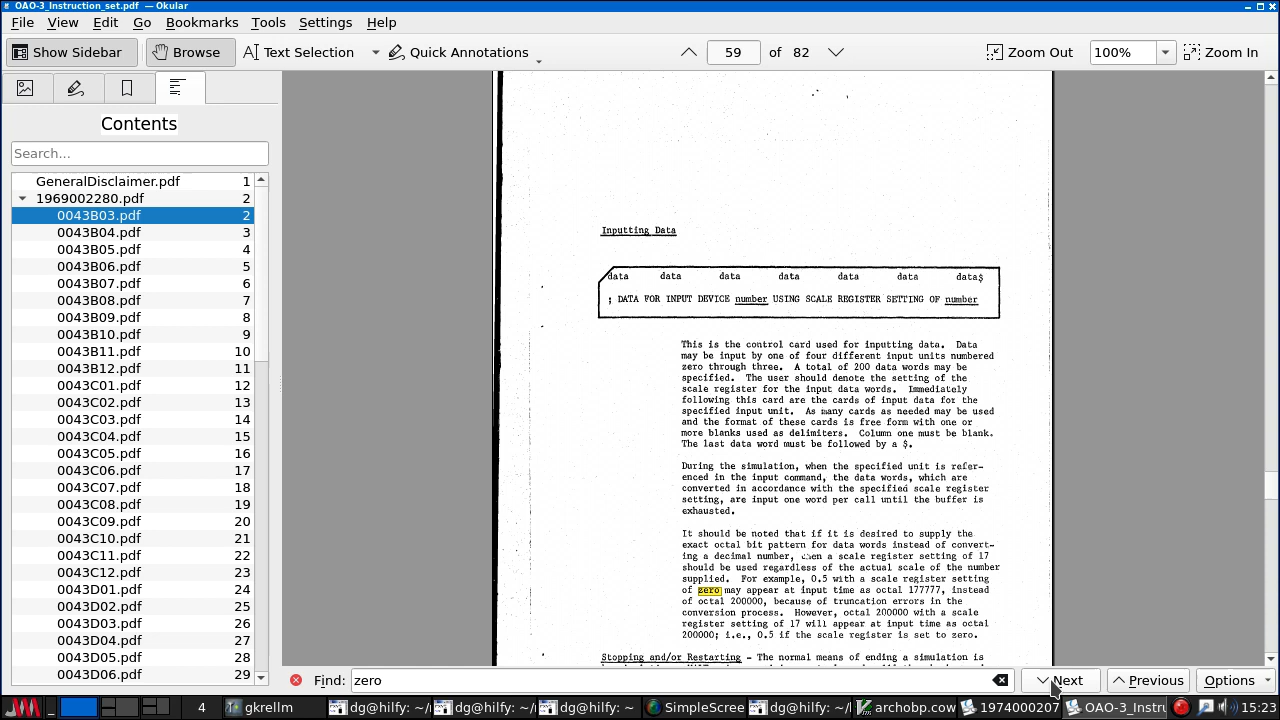 OAO-3_Instruction_set.pdf — Okular
File View Edit Go Bookmarks Tools Settings Help
Show Sidebar Browse Text Selection Quick Annotations 59 of 82 Zoom Out 100% Zoom In
Contents
Search...
GeneralDisclaimer.pdf 1
1969002280.pdf 2
0043B03.pdf 2
0043B04.pdf 3
0043B05.pdf 4
0043B06.pdf 5
0043B07.pdf 6
0043B08.pdf 7
0043B09.pdf 8
0043B10.pdf 9
0043B11.pdf 10
0043B12.pdf 11
0043C01.pdf 12
0043C02.pdf 13
0043C03.pdf 14
0043C04.pdf 15
0043C05.pdf 16
0043C06.pdf 17
0043C07.pdf 18
0043C08.pdf 19
0043C09.pdf 20
0043C10.pdf 21
0043C11.pdf 22
0043C12.pdf 23
0043D01.pdf 24
0043D02.pdf 25
0043D03.pdf 26
0043D04.pdf 27
0043D05.pdf 28
0043D06.pdf 29
Inputting Data
data data data data data data data$
; DATA FOR INPUT DEVICE number USING SCALE REGISTER SETTING OF number
This is the control card used for inputting data. Data
may be input by one of four different input units numbered
zero through three. A total of 200 data words may be
specified. The user should denote the setting of the
scale register for the input data words. Immediately
following this card are the cards of input data for the
specified input unit. As many cards as needed may be used
and the format of these cards is free form with one or
more blanks used as delimiters. Column one must be blank.
The last data word must be followed by a $.
During the simulation, when the specified unit is refer-
enced in the input command, the data words, which are
converted in accordance with the specified scale register
setting, are input one word per call until the buffer is
exhausted.
It should be noted that if it is desired to supply the
exact octal bit pattern for data words instead of convert-
ing a decimal number, then a scale register setting of 17
should be used regardless of the actual scale of the number
supplied. For example, 0.5 with a scale register setting
of zero may appear at input time as octal 177777, instead
of octal 200000, because of truncation errors in the
conversion process. However, octal 200000 with a scale
register setting of 17 will appear at input time as octal
200000; i.e., 0.5 if the scale register is set to zero.
Stopping and/or Restarting - The normal means of ending a simulation is
Find: zero Next Previous Options
4 gkrellm dg@hilfy: ~/ dg@hilfy: ~/ dg@hilfy: ~ SimpleScree dg@hilfy: ~/ archobp.cow 1974000207 OAO-3_Instru 15:23